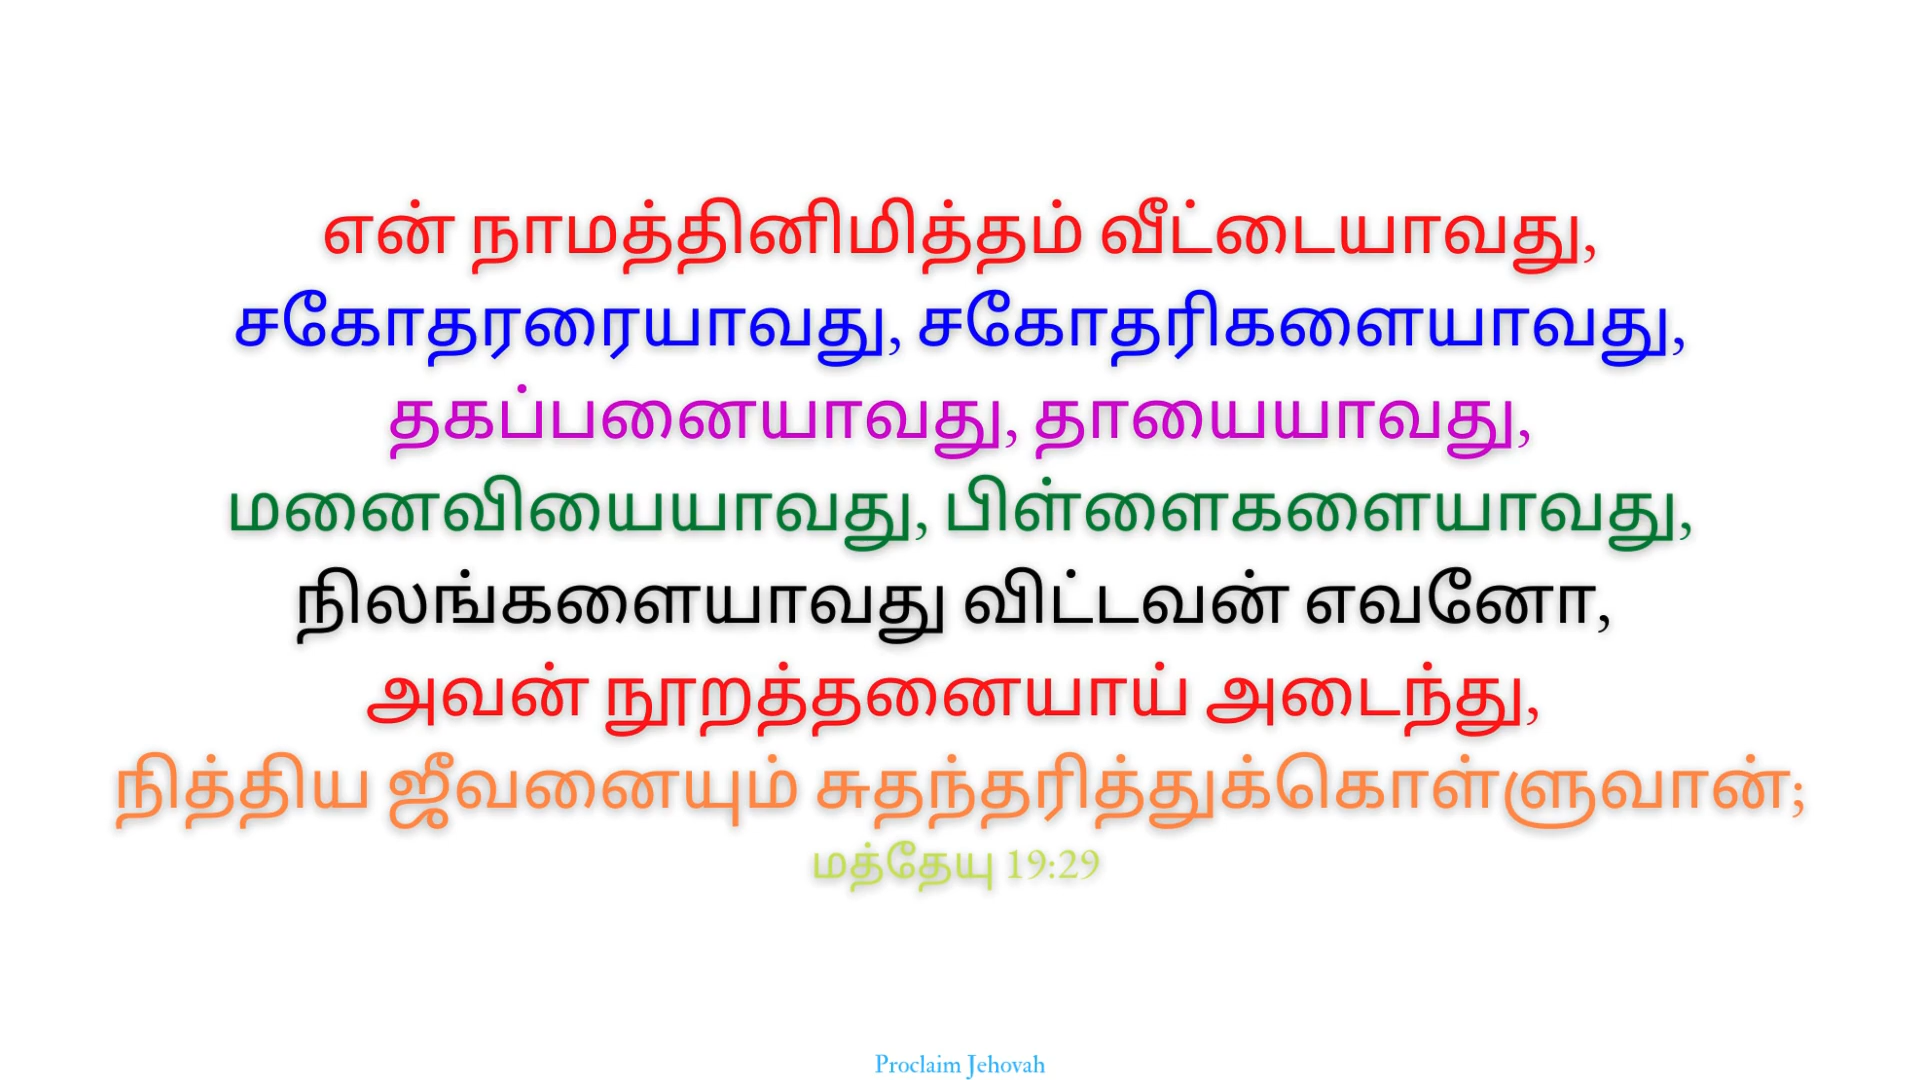 என் நாமத்தினிமித்தம் வீட்டையாவது,
சகோதரரையாவது, சகோதரிகளையாவது,
தகப்பனையாவது, தாயையாவது,
மனைவியையாவது, பிள்ளைகளையாவது,
நிலங்களையாவது விட்டவன் எவனோ,
அவன் நூறத்தனையாய் அடைந்து,
நித்திய ஜீவனையும் சுதந்தரித்துக்கொள்ளுவான்;
மத்தேயு 19:29
Proclaim Jehovah